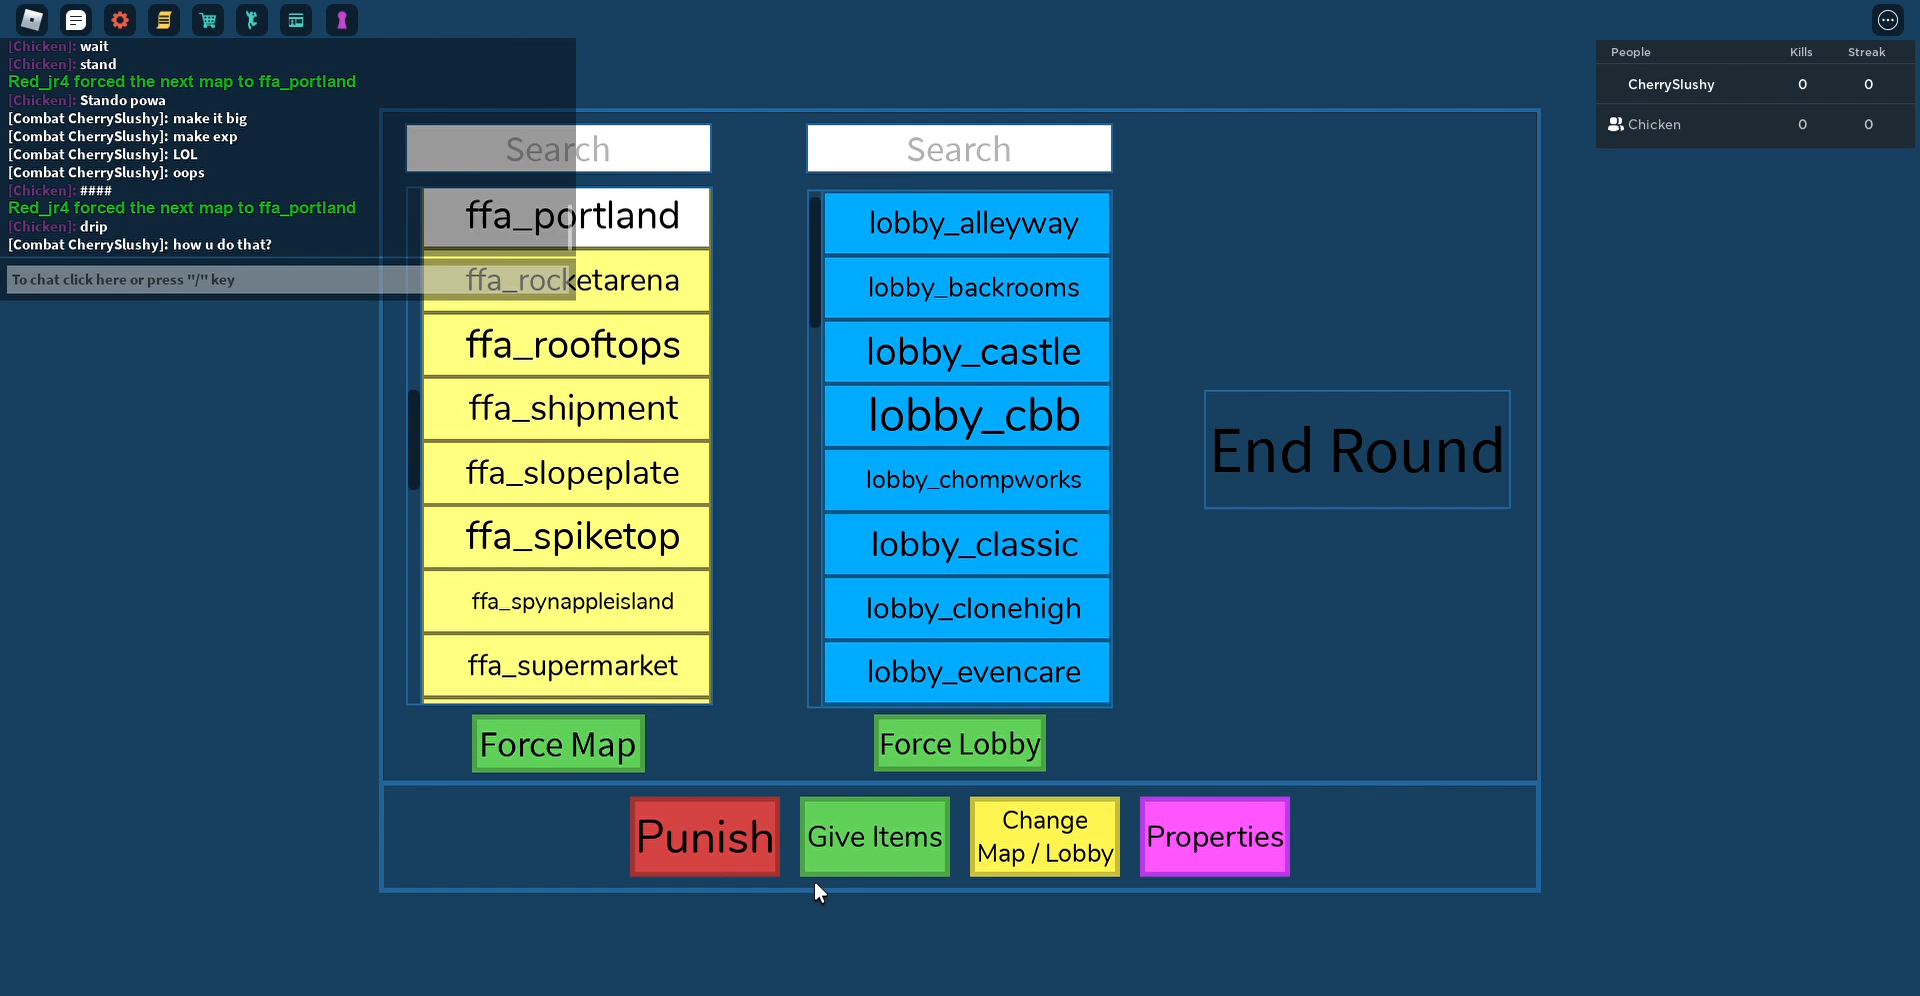 [Chicken]: wait
[Chicken]: stand
Red_jr4 forced the next map to ffa_portland
[Chicken]: Stando powa
[Combat CherrySlushy]: make it big
[Combat CherrySlushy]: make exp
[Combat CherrySlushy]: LOL
[Combat CherrySlushy]: oops
[Chicken]: ####
Red_jr4 forced the next map to ffa_portland
[Chicken]: drip
[Combat CherrySlushy]: how u do that?
To chat click here or press "/" key
Search
ffa_portland
ffa_rocketarena
ffa_rooftops
ffa_shipment
ffa_slopeplate
ffa_spiketop
ffa_spynappleisland
ffa_supermarket
Force Map
Search
lobby_alleyway
lobby_backrooms
lobby_castle
lobby_cbb
lobby_chompworks
lobby_classic
lobby_clonehigh
lobby_evencare
Force Lobby
End Round
People Kills Streak
CherrySlushy 0 0
Chicken 0 0
Punish
Give Items
Change
Map / Lobby
Properties